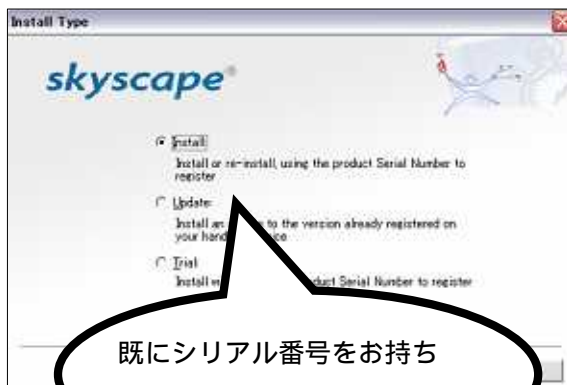 Install Type
skyscape®
Install
Install or re-install, using the product Serial Number to
register
Update
Install an to the version already registered on
your hand
Trial
Install duct Serial Number to register
既にシリアル番号をお持ち